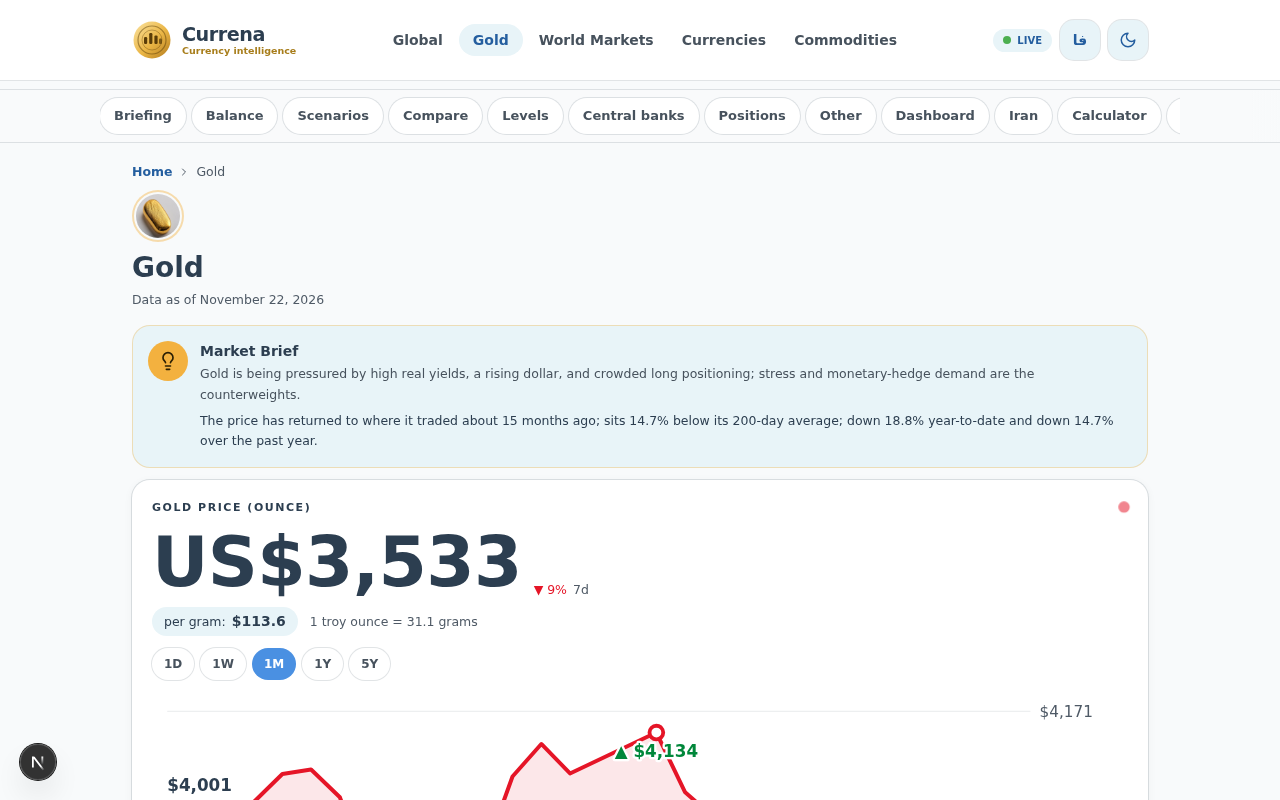 Currena
Currency intelligence
Global
Gold
World Markets
Currencies
Commodities
LIVE
فا
Briefing
Balance
Scenarios
Compare
Levels
Central banks
Positions
Other
Dashboard
Iran
Calculator
Home > Gold
Gold
Data as of November 22, 2026
Market Brief
Gold is being pressured by high real yields, a rising dollar, and crowded long positioning; stress and monetary-hedge demand are the
counterweights.
The price has returned to where it traded about 15 months ago; sits 14.7% below its 200-day average; down 18.8% year-to-date and down 14.7%
over the past year.
GOLD PRICE (OUNCE)
US$3,533
▼ 9% 7d
per gram: $113.6
1 troy ounce = 31.1 grams
1D
1W
1M
1Y
5Y
$4,171
▲ $4,134
$4,001
N